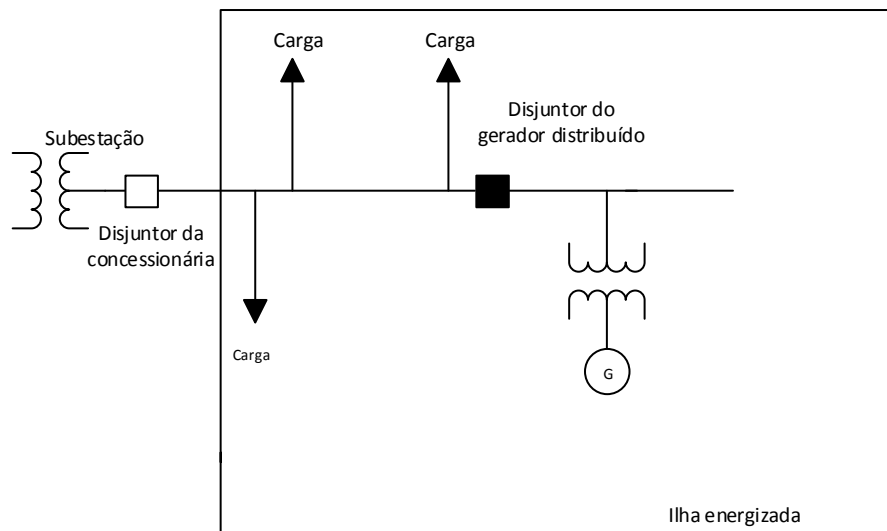 Carga
Carga
Disjuntor do
gerador distribuído
Subestação
Disjuntor da
concessionária
Carga
G
Ilha energizada